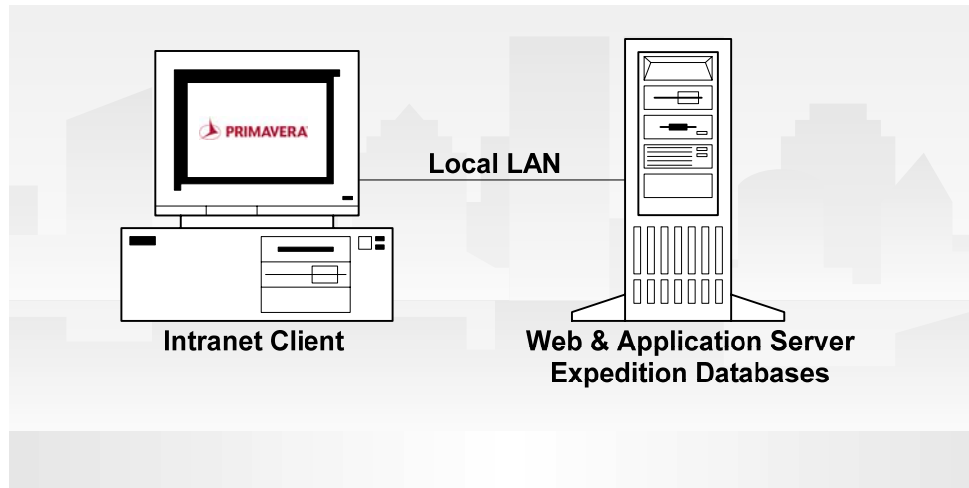 PRIMAVERA
Local LAN
Intranet Client
Web & Application Server
Expedition Databases